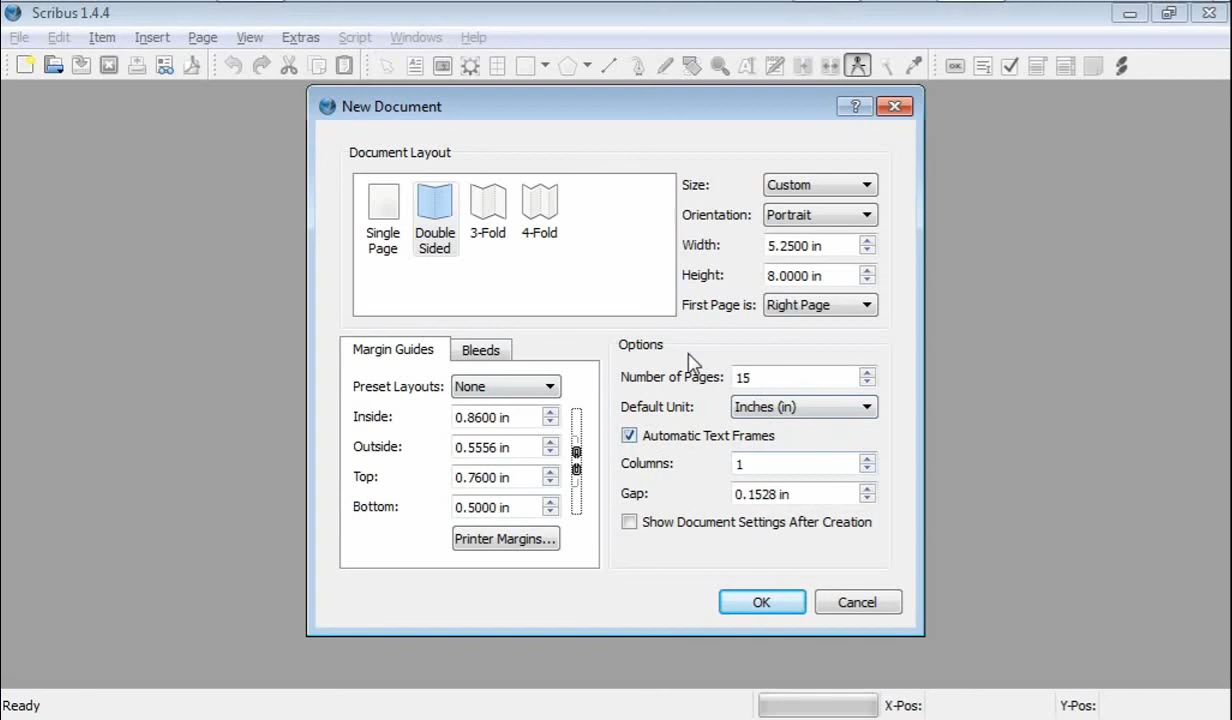 Scribus 1.4.4
File Edit Item Insert Page View Extras Script Windows Help
New Document
?
Document Layout
Single Page
Double Sided
3-Fold
4-Fold
Size: Custom
Orientation: Portrait
Width: 5.2500 in
Height: 8.0000 in
First Page is: Right Page
Margin Guides Bleeds
Preset Layouts: None
Inside: 0.8600 in
Outside: 0.5556 in
Top: 0.7600 in
Bottom: 0.5000 in
Printer Margins...
Options
Number of Pages: 15
Default Unit: Inches (in)
Automatic Text Frames
Columns: 1
Gap: 0.1528 in
Show Document Settings After Creation
OK Cancel
Ready X-Pos: Y-Pos: